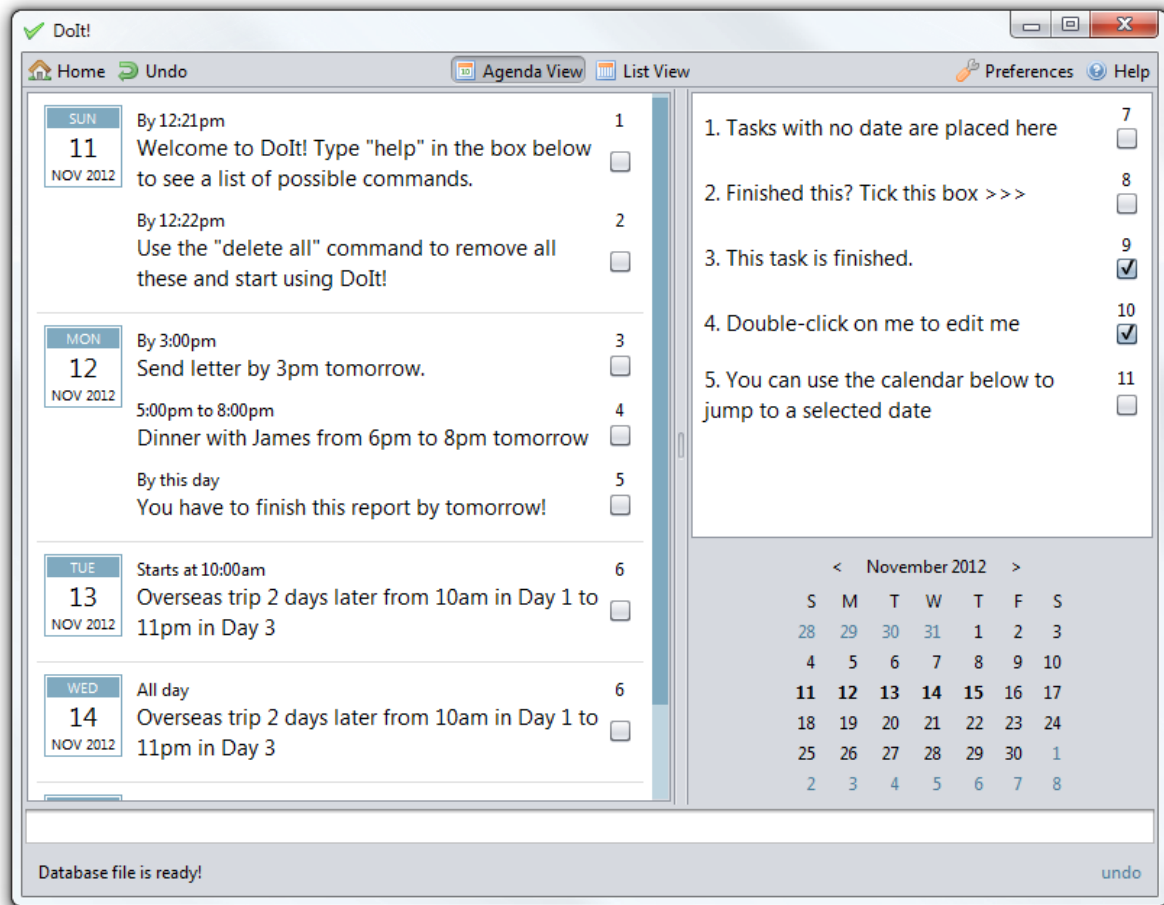 DoIt!
Home Undo Agenda View List View Preferences Help
SUN
11
NOV 2012
By 12:21pm 1
Welcome to DoIt! Type "help" in the box below
to see a list of possible commands.
By 12:22pm 2
Use the "delete all" command to remove all
these and start using DoIt!
MON
12
NOV 2012
By 3:00pm 3
Send letter by 3pm tomorrow.
5:00pm to 8:00pm 4
Dinner with James from 6pm to 8pm tomorrow
By this day 5
You have to finish this report by tomorrow!
TUE
13
NOV 2012
Starts at 10:00am 6
Overseas trip 2 days later from 10am in Day 1 to
11pm in Day 3
WED
14
NOV 2012
All day 6
Overseas trip 2 days later from 10am in Day 1 to
11pm in Day 3
7
1. Tasks with no date are placed here
8
2. Finished this? Tick this box >>>
9
3. This task is finished.
10
4. Double-click on me to edit me
5. You can use the calendar below to 11
jump to a selected date
< November 2012 >
S M T W T F S
28 29 30 31 1 2 3
4 5 6 7 8 9 10
11 12 13 14 15 16 17
18 19 20 21 22 23 24
25 26 27 28 29 30 1
2 3 4 5 6 7 8
Database file is ready! undo